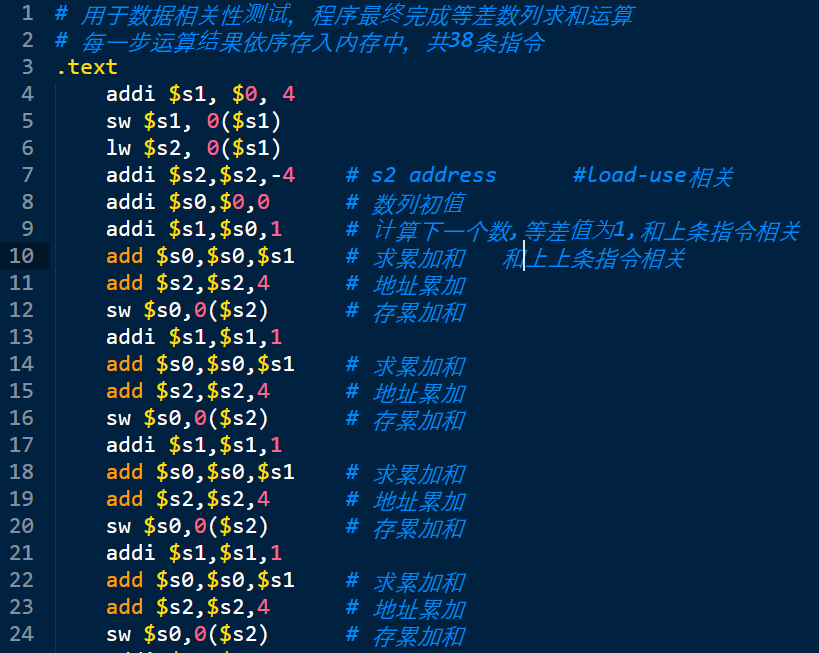 1 # 用于数据相关性测试, 程序最终完成等差数列求和运算
2 # 每一步运算结果依序存入内存中, 共38条指令
3 .text
4 addi $s1, $0, 4
5 sw $s1, 0($s1)
6 lw $s2, 0($s1)
7 addi $s2,$s2,-4 # s2 address #load-use相关
8 addi $s0,$0,0 # 数列初值
9 addi $s1,$s0,1 # 计算下一个数,等差值为1,和上条指令相关
10 add $s0,$s0,$s1 # 求累加和 和上上条指令相关
11 add $s2,$s2,4 # 地址累加
12 sw $s0,0($s2) # 存累加和
13 addi $s1,$s1,1
14 add $s0,$s0,$s1 # 求累加和
15 add $s2,$s2,4 # 地址累加
16 sw $s0,0($s2) # 存累加和
17 addi $s1,$s1,1
18 add $s0,$s0,$s1 # 求累加和
19 add $s2,$s2,4 # 地址累加
20 sw $s0,0($s2) # 存累加和
21 addi $s1,$s1,1
22 add $s0,$s0,$s1 # 求累加和
23 add $s2,$s2,4 # 地址累加
24 sw $s0,0($s2) # 存累加和